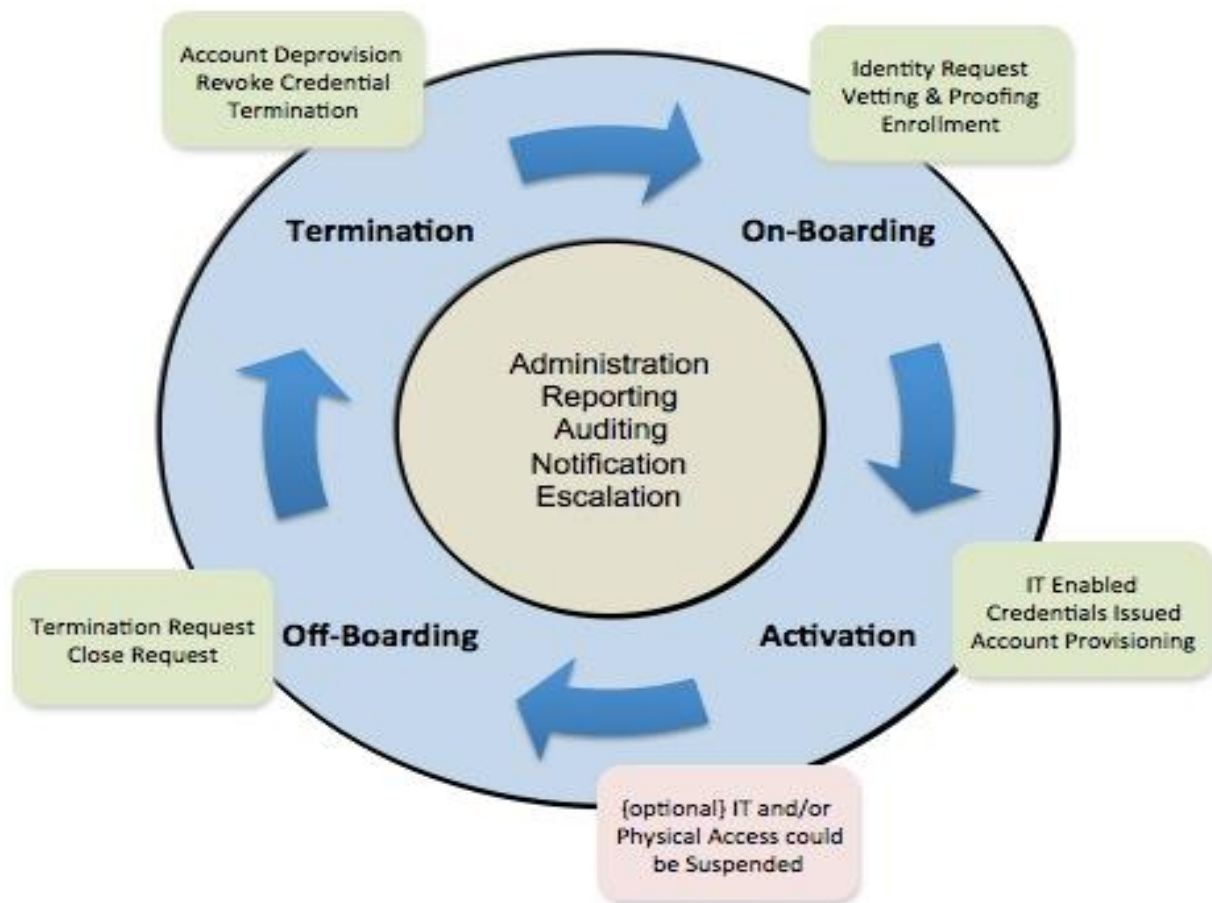 Account Deprovision
Revoke Credential
Termination
Identity Request
Vetting & Proofing
Enrollment
Termination
On-Boarding
Administration
Reporting
Auditing
Notification
Escalation
Termination Request
Close Request
Off-Boarding
Activation
IT Enabled
Credentials Issued
Account Provisioning
{optional} IT and/or
Physical Access could
be Suspended